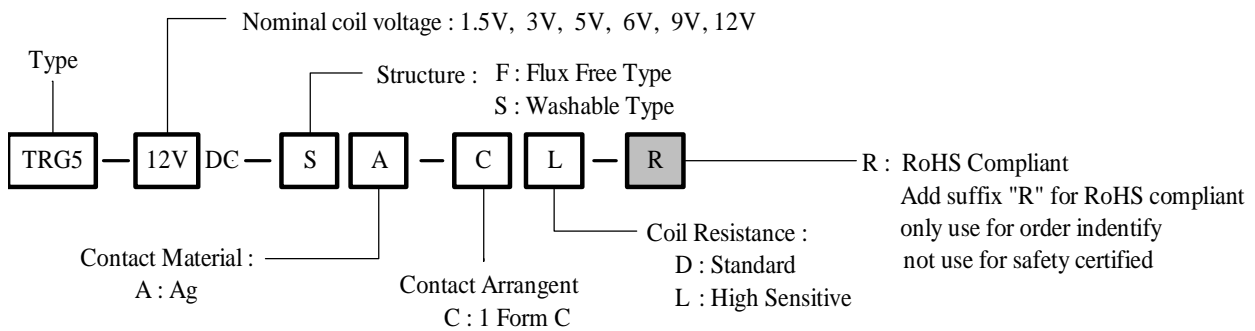 Nominal coil voltage : 1.5V, 3V, 5V, 6V, 9V, 12V
Type
Structure : F : Flux Free Type
S : Washable Type
TRG5 — 12V DC — S A — C L — R
R : RoHS Compliant
Add suffix "R" for RoHS compliant
only use for order indentify
not use for safety certified
Contact Material :
A : Ag
Contact Arrangent
C : 1 Form C
Coil Resistance :
D : Standard
L : High Sensitive